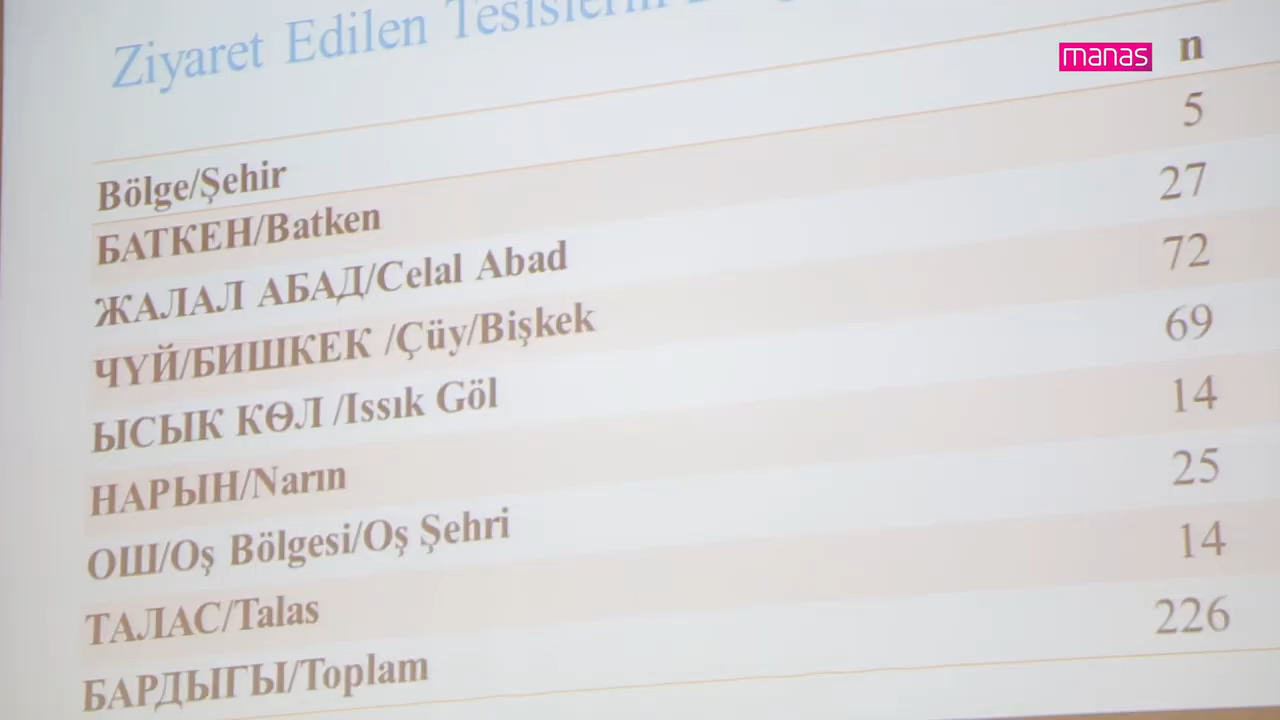 Ziyaret Edilen Tesislerin
manas
Bölge/Şehir n
БАТКЕН/Batken 5
ЖАЛАЛ АБАД/Celal Abad 27
ЧҮЙ/БИШКЕК /Çüy/Bişkek 72
ЫСЫК КӨЛ /Issık Göl 69
НАРЫН/Narın 14
ОШ/Oş Bölgesi/Oş Şehri 25
ТАЛАС/Talas 14
БАРДЫГЫ/Toplam 226